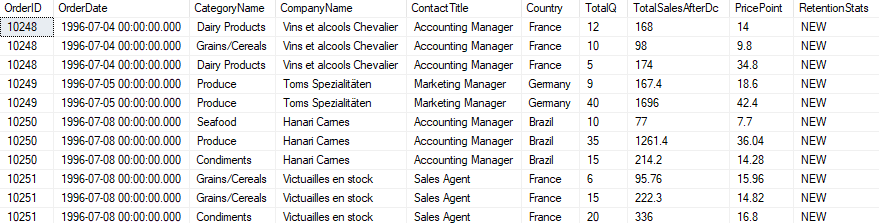 OrderID OrderDate CategoryName CompanyName ContactTitle Country TotalQ TotalSalesAfterDc PricePoint RetentionStats
10248 1996-07-04 00:00:00.000 Dairy Products Vins et alcools Chevalier Accounting Manager France 12 168 14 NEW
10248 1996-07-04 00:00:00.000 Grains/Cereals Vins et alcools Chevalier Accounting Manager France 10 98 9.8 NEW
10248 1996-07-04 00:00:00.000 Dairy Products Vins et alcools Chevalier Accounting Manager France 5 174 34.8 NEW
10249 1996-07-05 00:00:00.000 Produce Toms Spezialitäten Marketing Manager Germany 9 167.4 18.6 NEW
10249 1996-07-05 00:00:00.000 Produce Toms Spezialitäten Marketing Manager Germany 40 1696 42.4 NEW
10250 1996-07-08 00:00:00.000 Seafood Hanari Carnes Accounting Manager Brazil 10 77 7.7 NEW
10250 1996-07-08 00:00:00.000 Produce Hanari Carnes Accounting Manager Brazil 35 1261.4 36.04 NEW
10250 1996-07-08 00:00:00.000 Condiments Hanari Carnes Accounting Manager Brazil 15 214.2 14.28 NEW
10251 1996-07-08 00:00:00.000 Grains/Cereals Victuailles en stock Sales Agent France 6 95.76 15.96 NEW
10251 1996-07-08 00:00:00.000 Grains/Cereals Victuailles en stock Sales Agent France 15 222.3 14.82 NEW
10251 1996-07-08 00:00:00.000 Condiments Victuailles en stock Sales Agent France 20 336 16.8 NEW